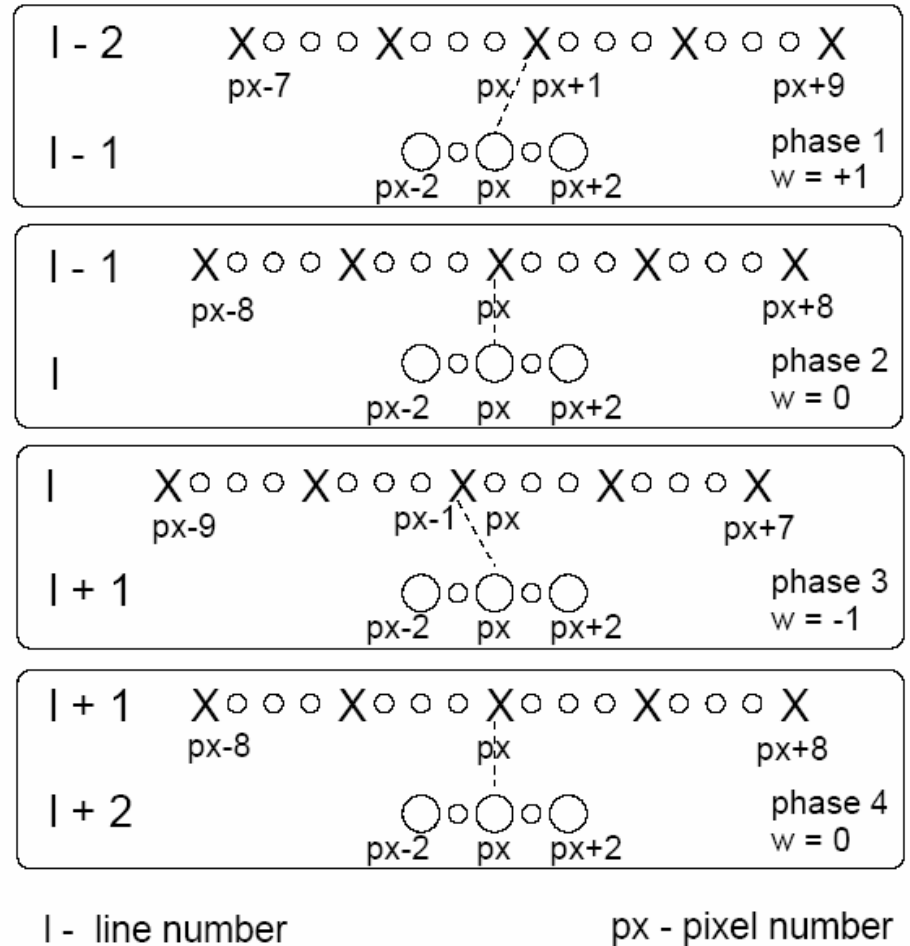 l - 2 X X X X X
px-7 px px+1 px+9
l - 1 phase 1
px-2 px px+2 w = +1
l - 1 X X X X X
px-8 px px+8
l phase 2
px-2 px px+2 w = 0
l X X X X X
px-9 px-1 px px+7
l + 1 phase 3
px-2 px px+2 w = -1
l + 1 X X X X X
px-8 px px+8
l + 2 phase 4
px-2 px px+2 w = 0
l - line number px - pixel number